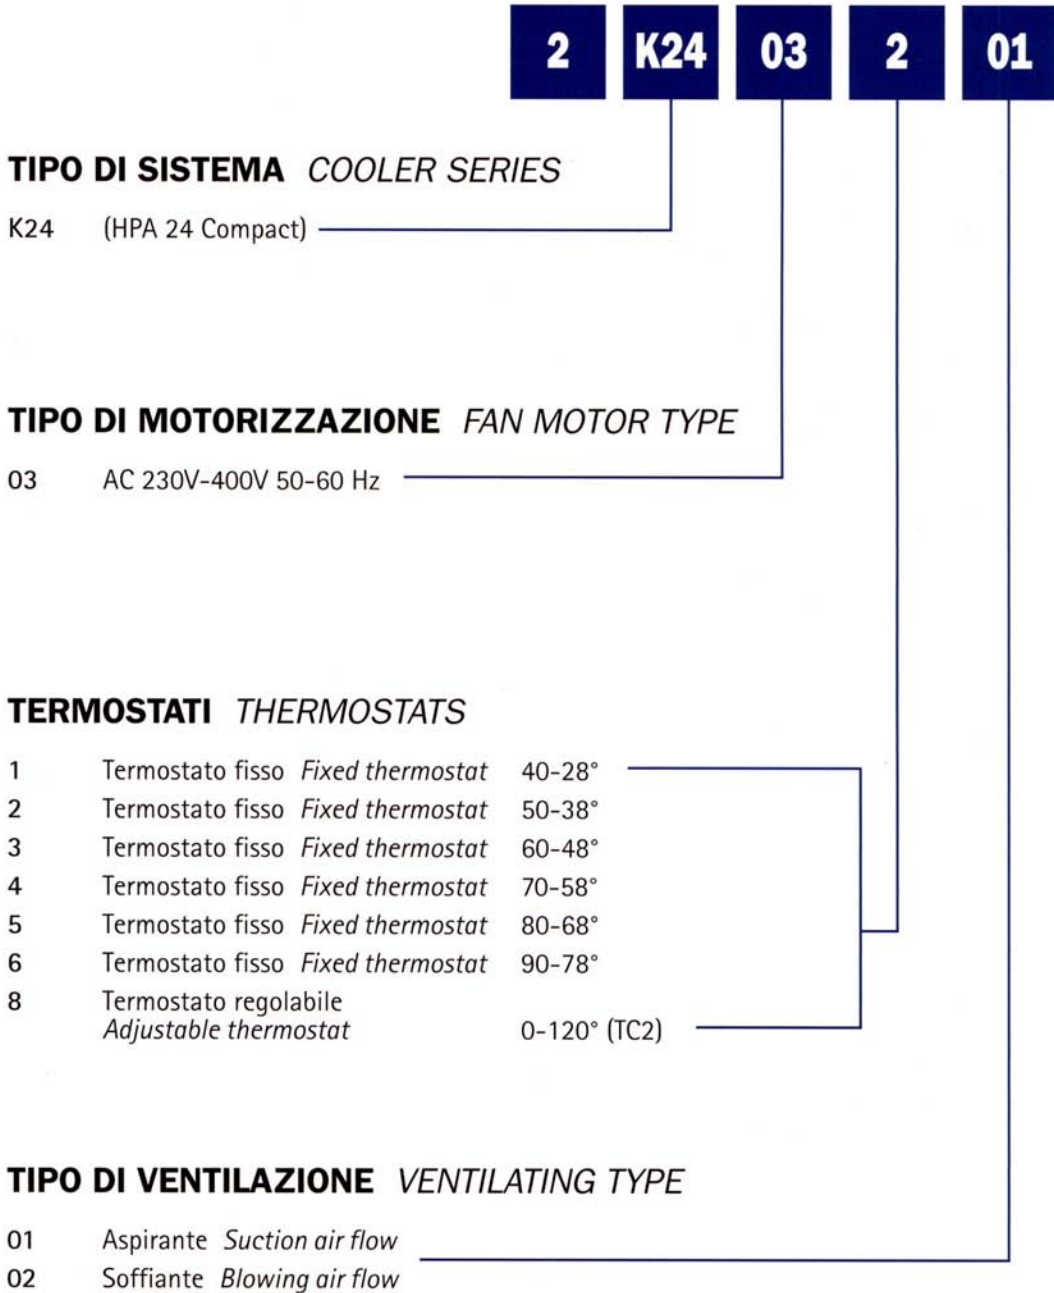 2 K24 03 2 01
TIPO DI SISTEMA COOLER SERIES
K24 (HPA 24 Compact)
TIPO DI MOTORIZZAZIONE FAN MOTOR TYPE
03 AC 230V-400V 50-60 Hz
TERMOSTATI THERMOSTATS
1 Termostato fisso Fixed thermostat 40-28°
2 Termostato fisso Fixed thermostat 50-38°
3 Termostato fisso Fixed thermostat 60-48°
4 Termostato fisso Fixed thermostat 70-58°
5 Termostato fisso Fixed thermostat 80-68°
6 Termostato fisso Fixed thermostat 90-78°
8 Termostato regolabile
Adjustable thermostat 0-120° (TC2)
TIPO DI VENTILAZIONE VENTILATING TYPE
01 Aspirante Suction air flow
02 Soffiante Blowing air flow